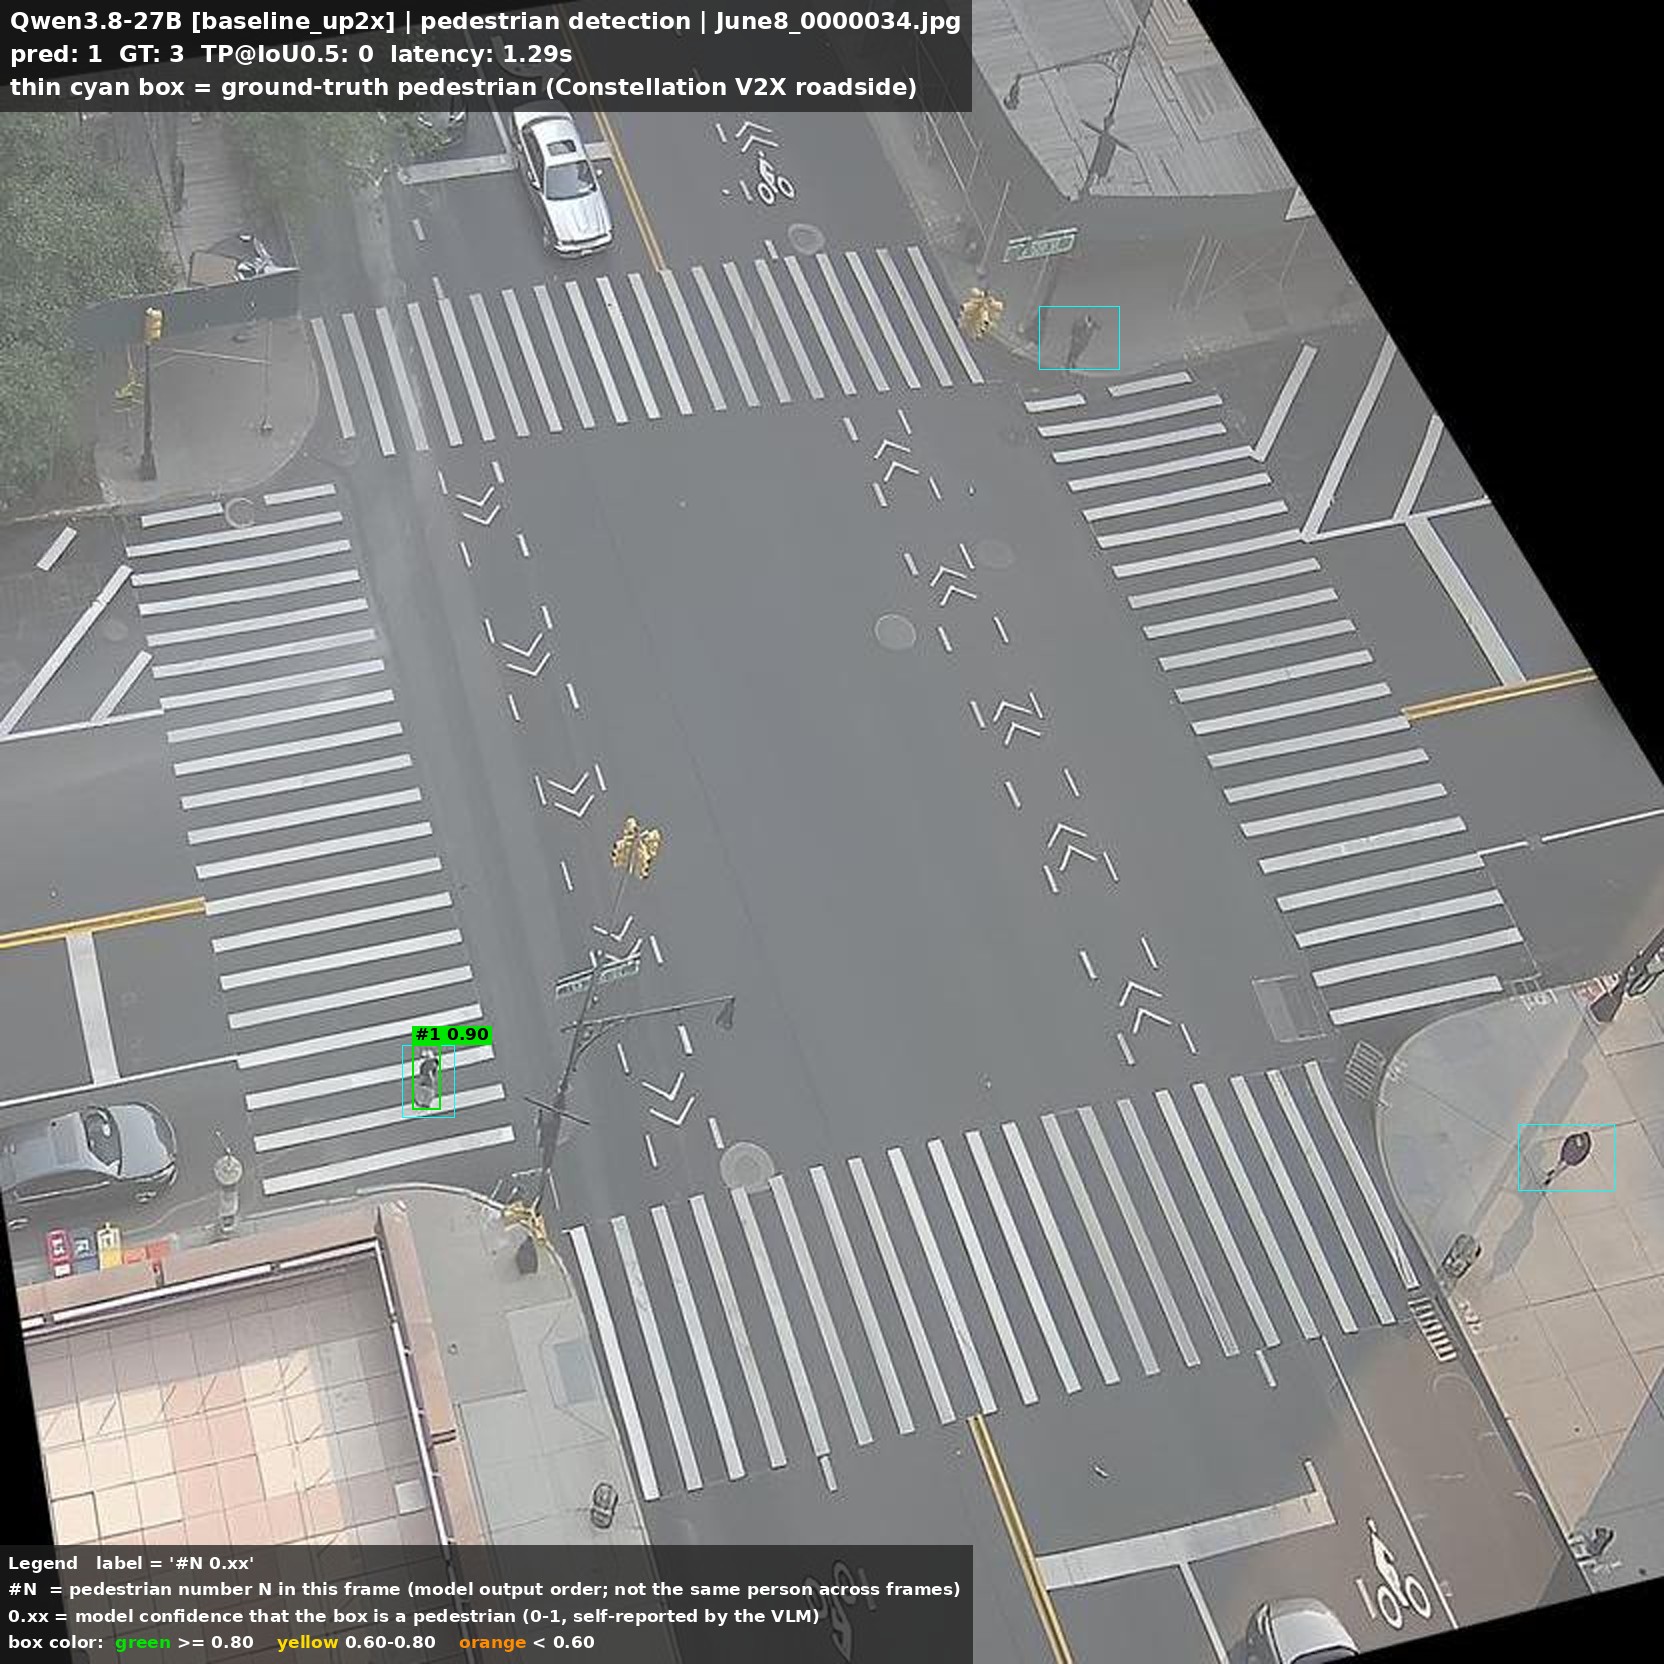 Qwen3.8-27B [baseline_up2x] | pedestrian detection | June8_0000034.jpg
pred: 1  GT: 3  TP@IoU0.5: 0  latency: 1.29s
thin cyan box = ground-truth pedestrian (Constellation V2X roadside)
#1 0.90
Legend   label = '#N 0.xx'
#N  = pedestrian number N in this frame (model output order; not the same person across frames)
0.xx = model confidence that the box is a pedestrian (0-1, self-reported by the VLM)
box color:  green >= 0.80    yellow 0.60-0.80    orange < 0.60